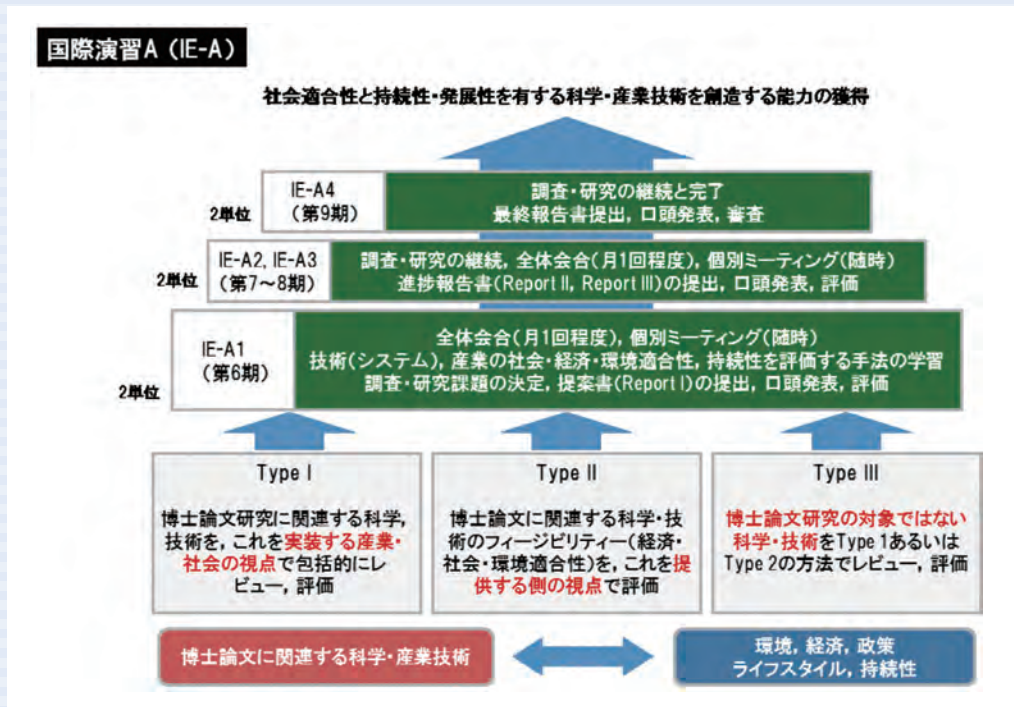 国際演習A（IE-A）
社会適合性と持続性・発展性を有する科学・産業技術を創造する能力の獲得
2単位
IE-A4
（第9期）
調査・研究の継続と完了
最終報告書提出，口頭発表，審査
2単位
IE-A2, IE-A3
（第7～8期）
調査・研究の継続，全体会合（月1回程度），個別ミーティング（随時）
進捗報告書（Report II, Report III）の提出，口頭発表，評価
2単位
IE-A1
（第6期）
全体会合（月1回程度），個別ミーティング（随時）
技術（システム），産業の社会・経済・環境適合性，持続性を評価する手法の学習
調査・研究課題の決定，提案書（Report I）の提出，口頭発表，評価
Type I
博士論文研究に関連する科学，
技術を，これを実装する産業・
社会の視点で包括的にレ
ビュー，評価
Type II
博士論文に関連する科学・技
術のフィージビリティー（経済・
社会・環境適合性）を，これを提
供する側の視点で評価
Type III
博士論文研究の対象ではない
科学・技術をType 1あるいは
Type 2の方法でレビュー，評価
博士論文に関連する科学・産業技術
環境，経済，政策
ライフスタイル，持続性